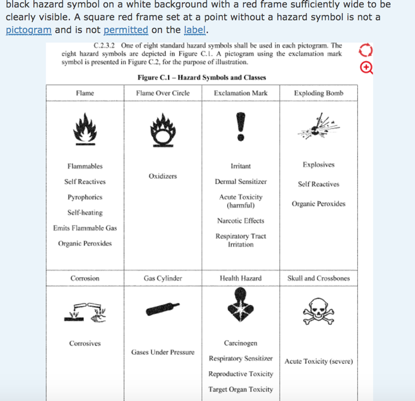 black hazard symbol on a white background with a red frame sufficiently wide to be
clearly visible. A square red frame set at a point without a hazard symbol is not a
pictogram and is not permitted on the label.
C.2.3.2 One of eight standard hazard symbols shall be used in each pictogram. The
eight hazard symbols are depicted in Figure C.1. A pictogram using the exclamation mark
symbol is presented in Figure C.2, for the purpose of illustration.
Figure C.1 – Hazard Symbols and Classes
Flame Flame Over Circle Exclamation Mark Exploding Bomb
Flammables
Self Reactives
Pyrophorics
Self-heating
Emits Flammable Gas
Organic Peroxides
Oxidizers
Irritant
Dermal Sensitizer
Acute Toxicity
(harmful)
Narcotic Effects
Respiratory Tract
Irritation
Explosives
Self Reactives
Organic Peroxides
Corrosion Gas Cylinder Health Hazard Skull and Crossbones
Corrosives
Gases Under Pressure
Carcinogen
Respiratory Sensitizer
Reproductive Toxicity
Target Organ Toxicity
Acute Toxicity (severe)